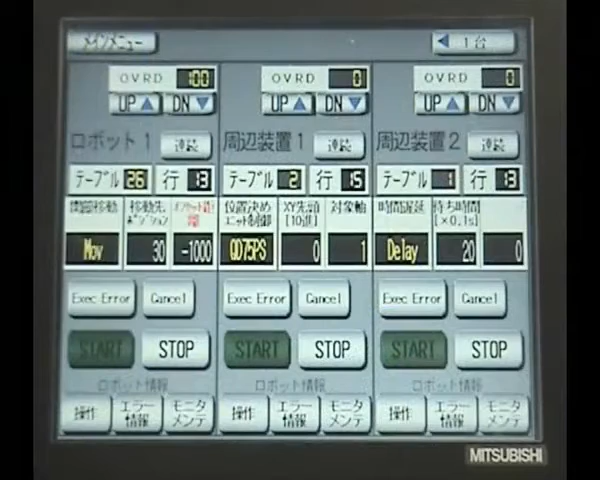 メインメニュー
1台
OVRD 100
UP DN
OVRD 0
UP DN
OVRD 0
UP DN
ロボット1 連続
周辺装置1 連続
周辺装置2 連続
テーブル 26 行 13
テーブル 2 行 15
テーブル 1 行 13
関節移動 移動先ポジション オフセット距離
位置決めユニット制御 XY先頭[10進] 対象軸
時間遅延 待ち時間[×0.1s]
Mov 30 -1000
QD75PS 0 1
Delay 20 0
Exec Error Cancel
Exec Error Cancel
Exec Error Cancel
START STOP
START STOP
START STOP
ロボット情報
ロボット情報
ロボット情報
操作 エラー情報 モニタメンテ
操作 エラー情報 モニタメンテ
操作 エラー情報 モニタメンテ
MITSUBISHI